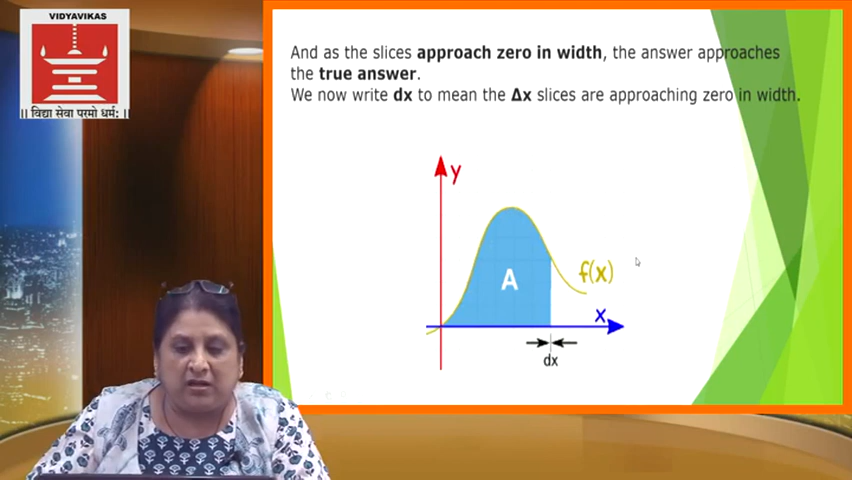 VIDYAVIKAS
|| विद्या सेवा परमो धर्मः ||
And as the slices approach zero in width, the answer approaches
the true answer.
We now write dx to mean the Δx slices are approaching zero in width.
y
A
f(x)
x
dx